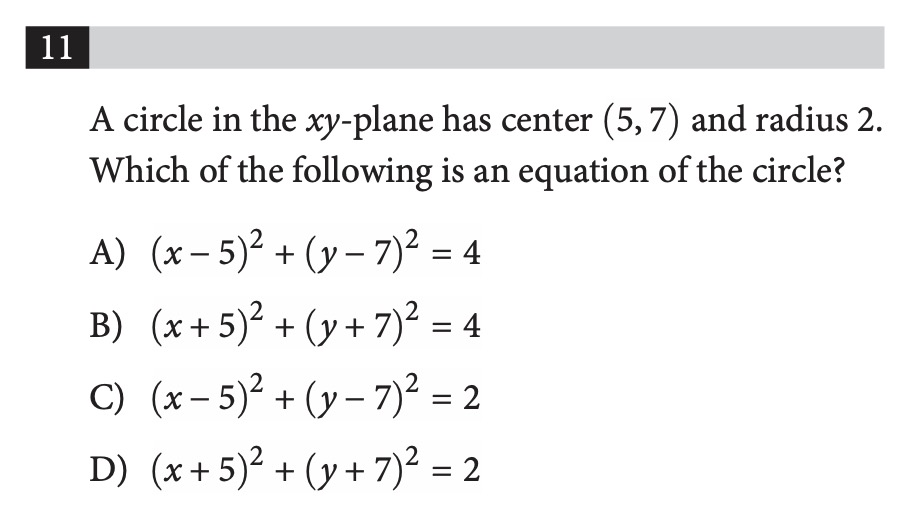 11
A circle in the xy-plane has center (5, 7) and radius 2.
Which of the following is an equation of the circle?
A) (x − 5)² + (y − 7)² = 4
B) (x + 5)² + (y + 7)² = 4
C) (x − 5)² + (y − 7)² = 2
D) (x + 5)² + (y + 7)² = 2